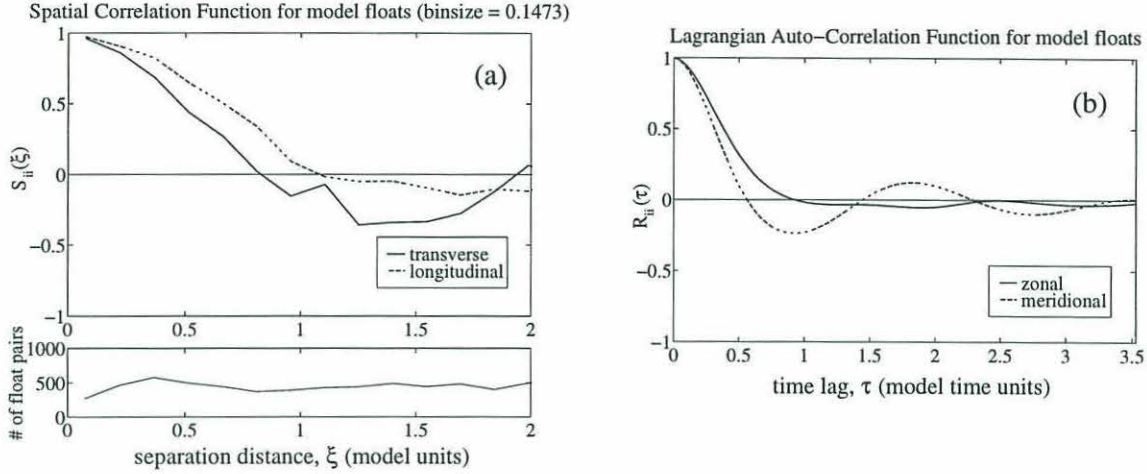 Spatial Correlation Function for model floats (binsize = 0.1473)
1
0.5
0
−0.5
−1
S_ii(ξ)
(a)
transverse
longitudinal
0 0.5 1 1.5 2
1000
500
0
# of float pairs
0 0.5 1 1.5 2
separation distance, ξ (model units)
Lagrangian Auto−Correlation Function for model floats
1
0.5
0
−0.5
−1
R_ii(τ)
(b)
zonal
meridional
0 0.5 1 1.5 2 2.5 3 3.5
time lag, τ (model time units)